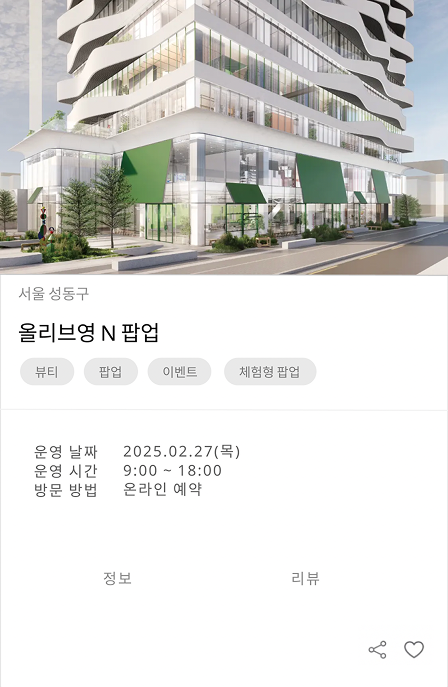 서울 성동구
올리브영 N 팝업
뷰티 팝업 이벤트 체험형 팝업
운영 날짜 2025.02.27(목)
운영 시간 9:00 ~ 18:00
방문 방법 온라인 예약
정보 리뷰